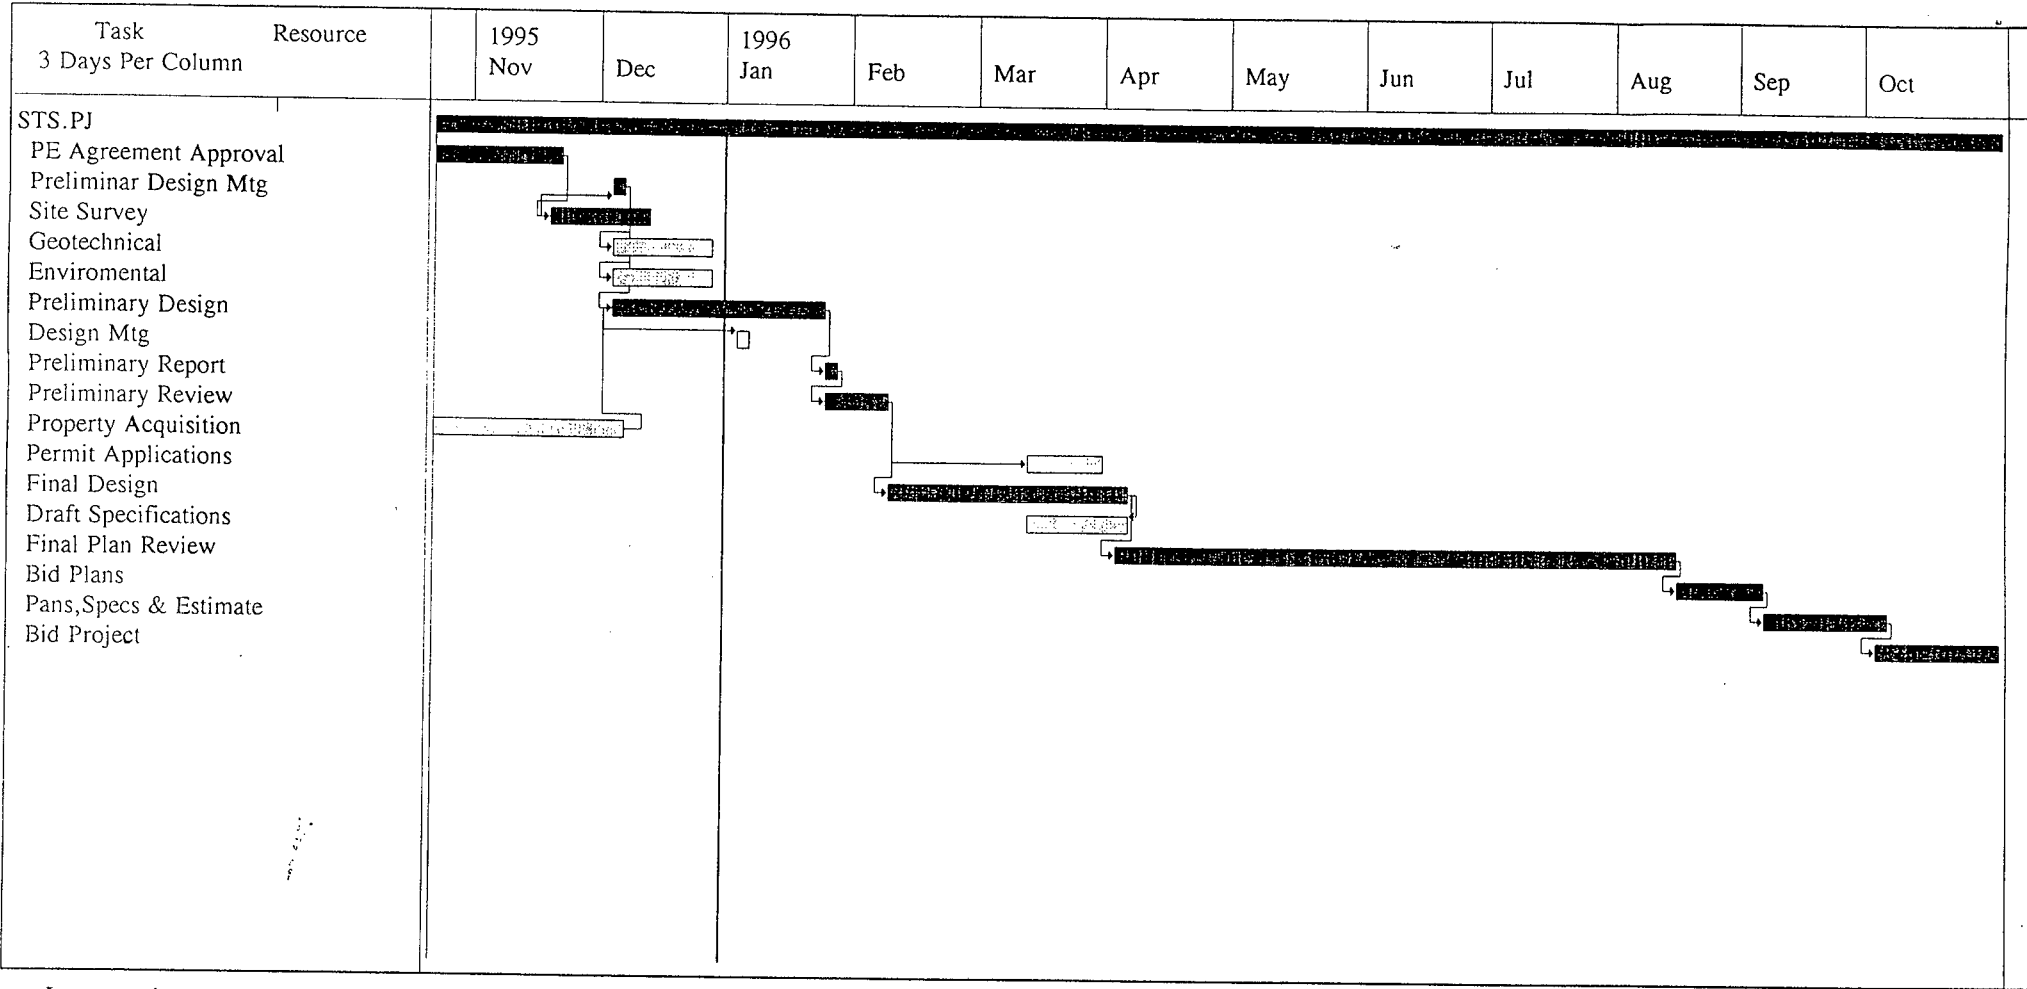 Task Resource
3 Days Per Column
1995
Nov
Dec
1996
Jan
Feb
Mar
Apr
May
Jun
Jul
Aug
Sep
Oct
STS.PJ
PE Agreement Approval
Preliminar Design Mtg
Site Survey
Geotechnical
Enviromental
Preliminary Design
Design Mtg
Preliminary Report
Preliminary Review
Property Acquisition
Permit Applications
Final Design
Draft Specifications
Final Plan Review
Bid Plans
Pans,Specs & Estimate
Bid Project